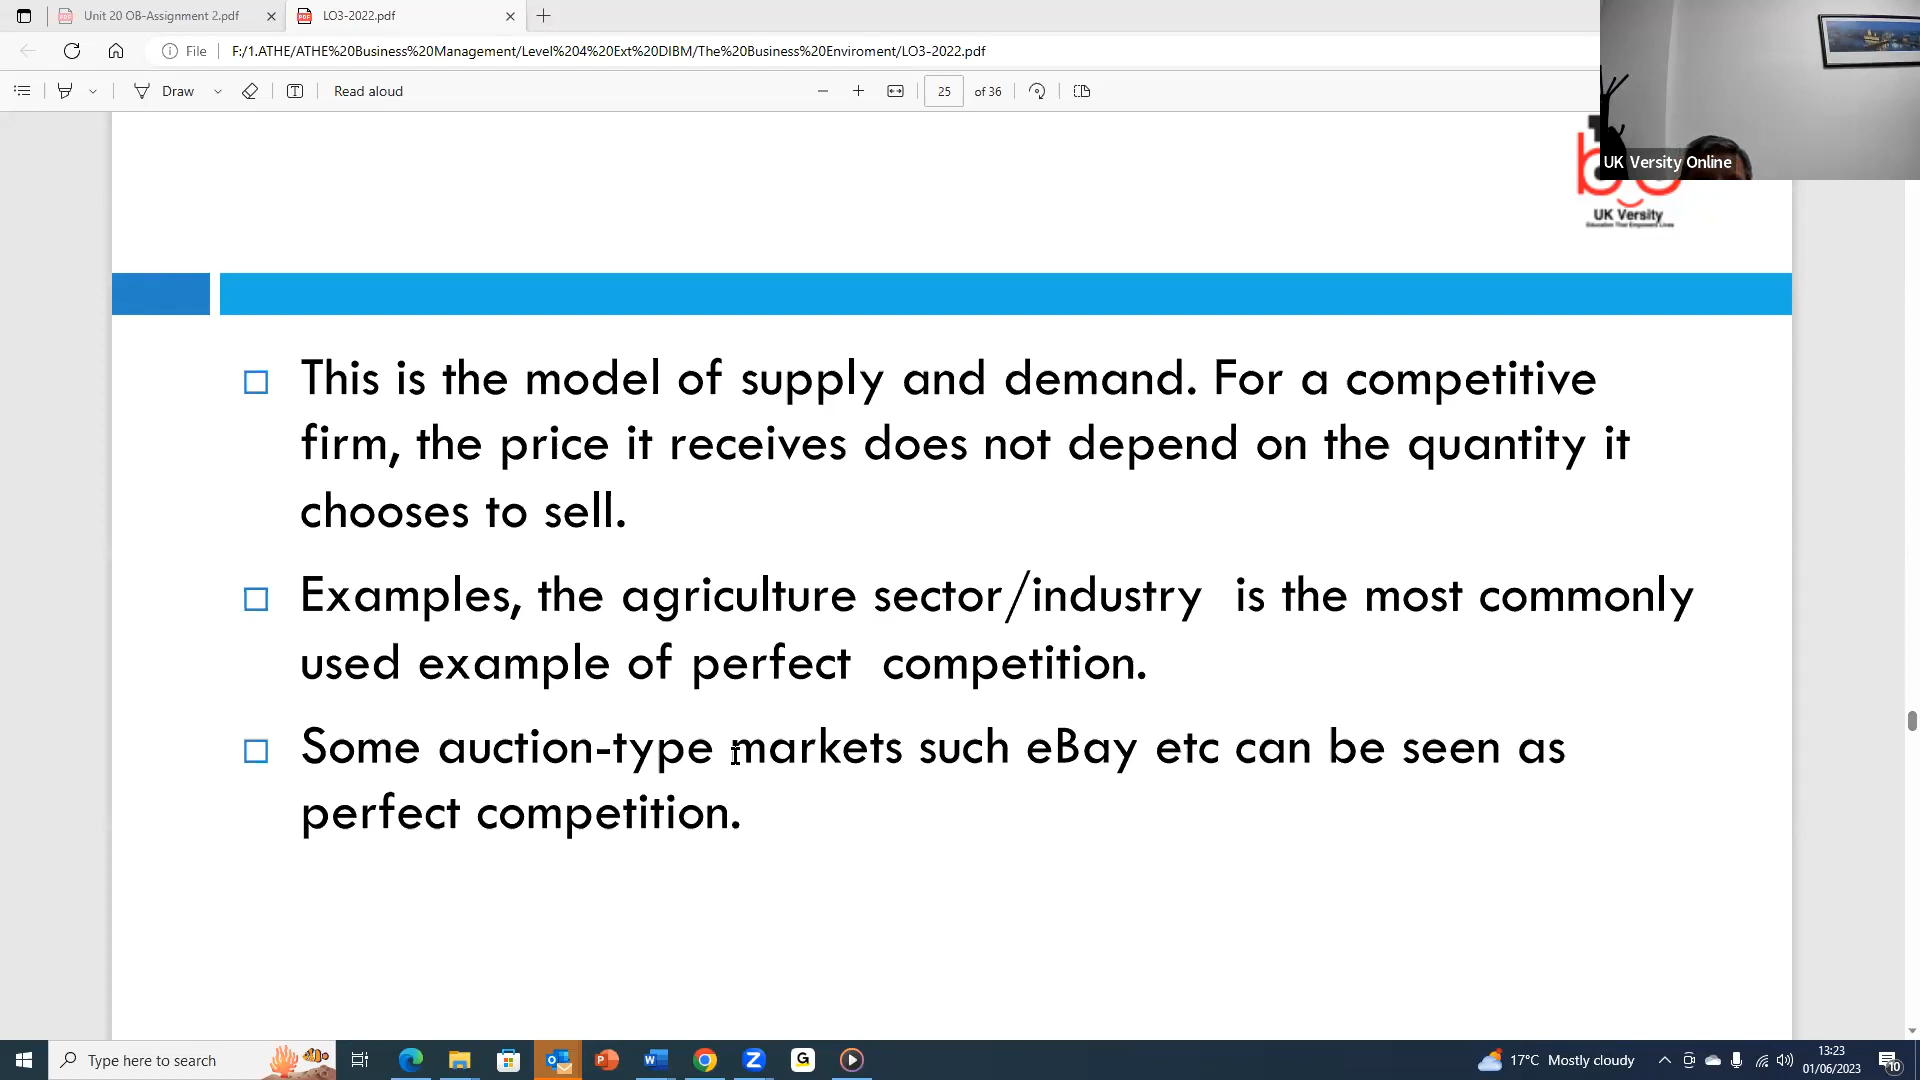 Unit 20 OB-Assignment 2.pdf
LO3-2022.pdf
File
F:/1.ATHE/ATHE%20Business%20Management/Level%204%20Ext%20DIBM/The%20Business%20Enviroment/LO3-2022.pdf
Draw
Read aloud
25 of 36
UK Versity Online
UK Versity
Education That Empowers Lives
This is the model of supply and demand. For a competitive
firm, the price it receives does not depend on the quantity it
chooses to sell.
Examples, the agriculture sector/industry is the most commonly
used example of perfect competition.
Some auction-type markets such eBay etc can be seen as
perfect competition.
Type here to search
17°C Mostly cloudy
13:23
01/06/2023
10